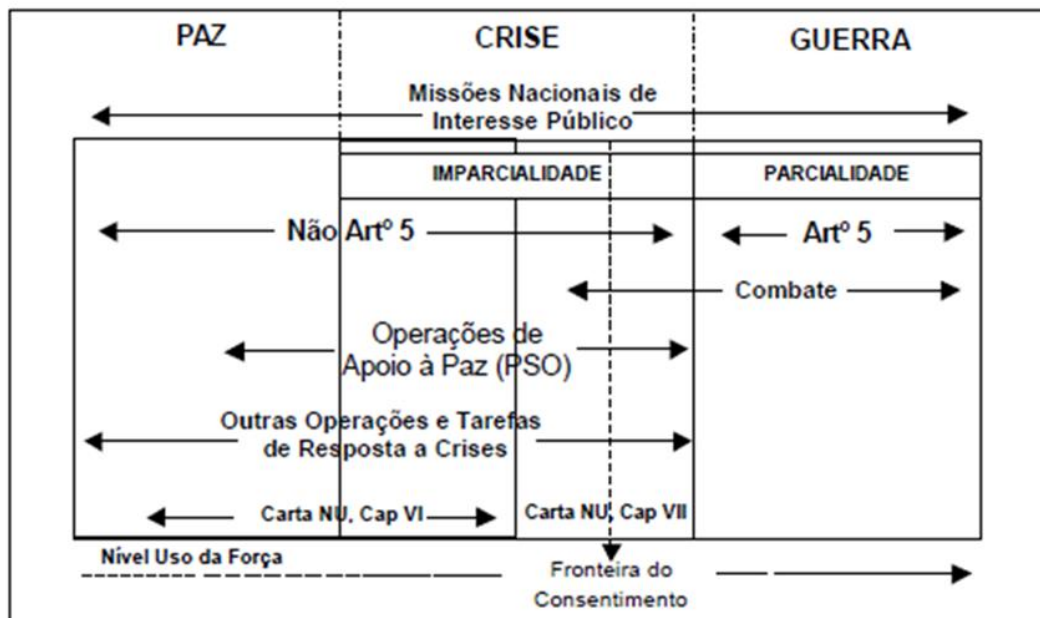 PAZ
CRISE
GUERRA
Missões Nacionais de
Interesse Público
IMPARCIALIDADE
PARCIALIDADE
Não Artº 5
Artº 5
Combate
Operações de
Apoio à Paz (PSO)
Outras Operações e Tarefas
de Resposta a Crises
Carta NU, Cap VI
Carta NU, Cap VII
Nível Uso da Força
Fronteira do
Consentimento